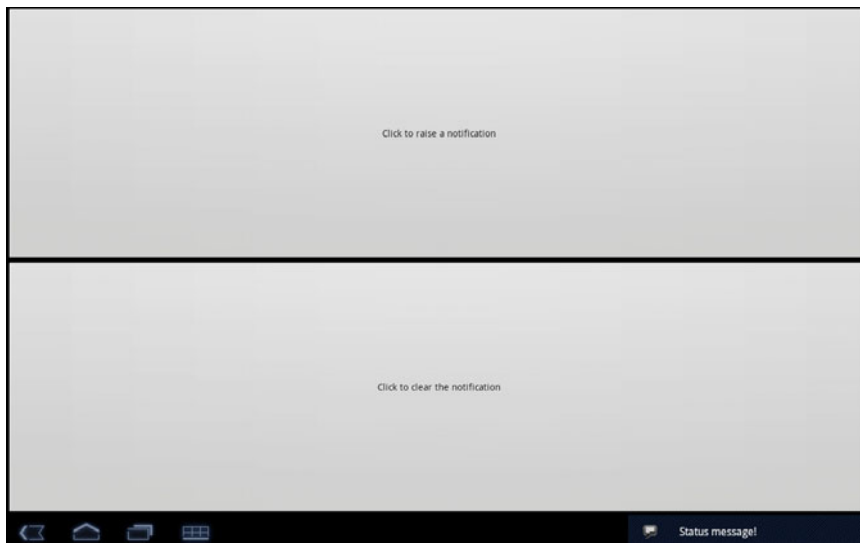 Click to raise a notification
Click to clear the notification
Status message!